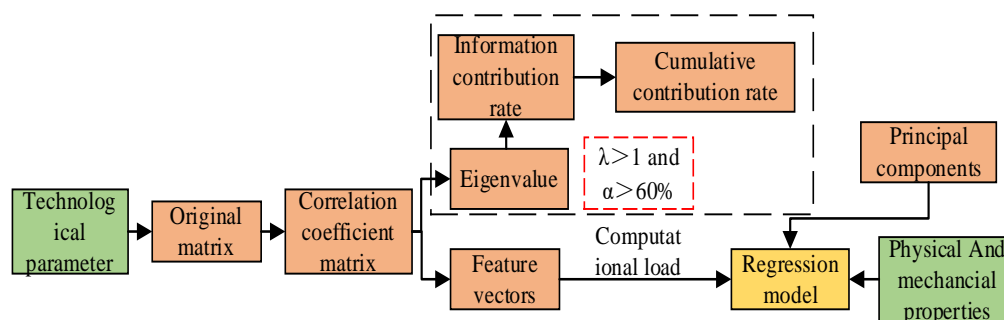 Information
contribution
rate
Cumulative
contribution rate
Eigenvalue
λ＞1 and
α＞60%
Principal
components
Technolog
ical
parameter
Original
matrix
Correlation
coefficient
matrix
Feature
vectors
Computat
ional load
Regression
model
Physical And
mechancial
properties